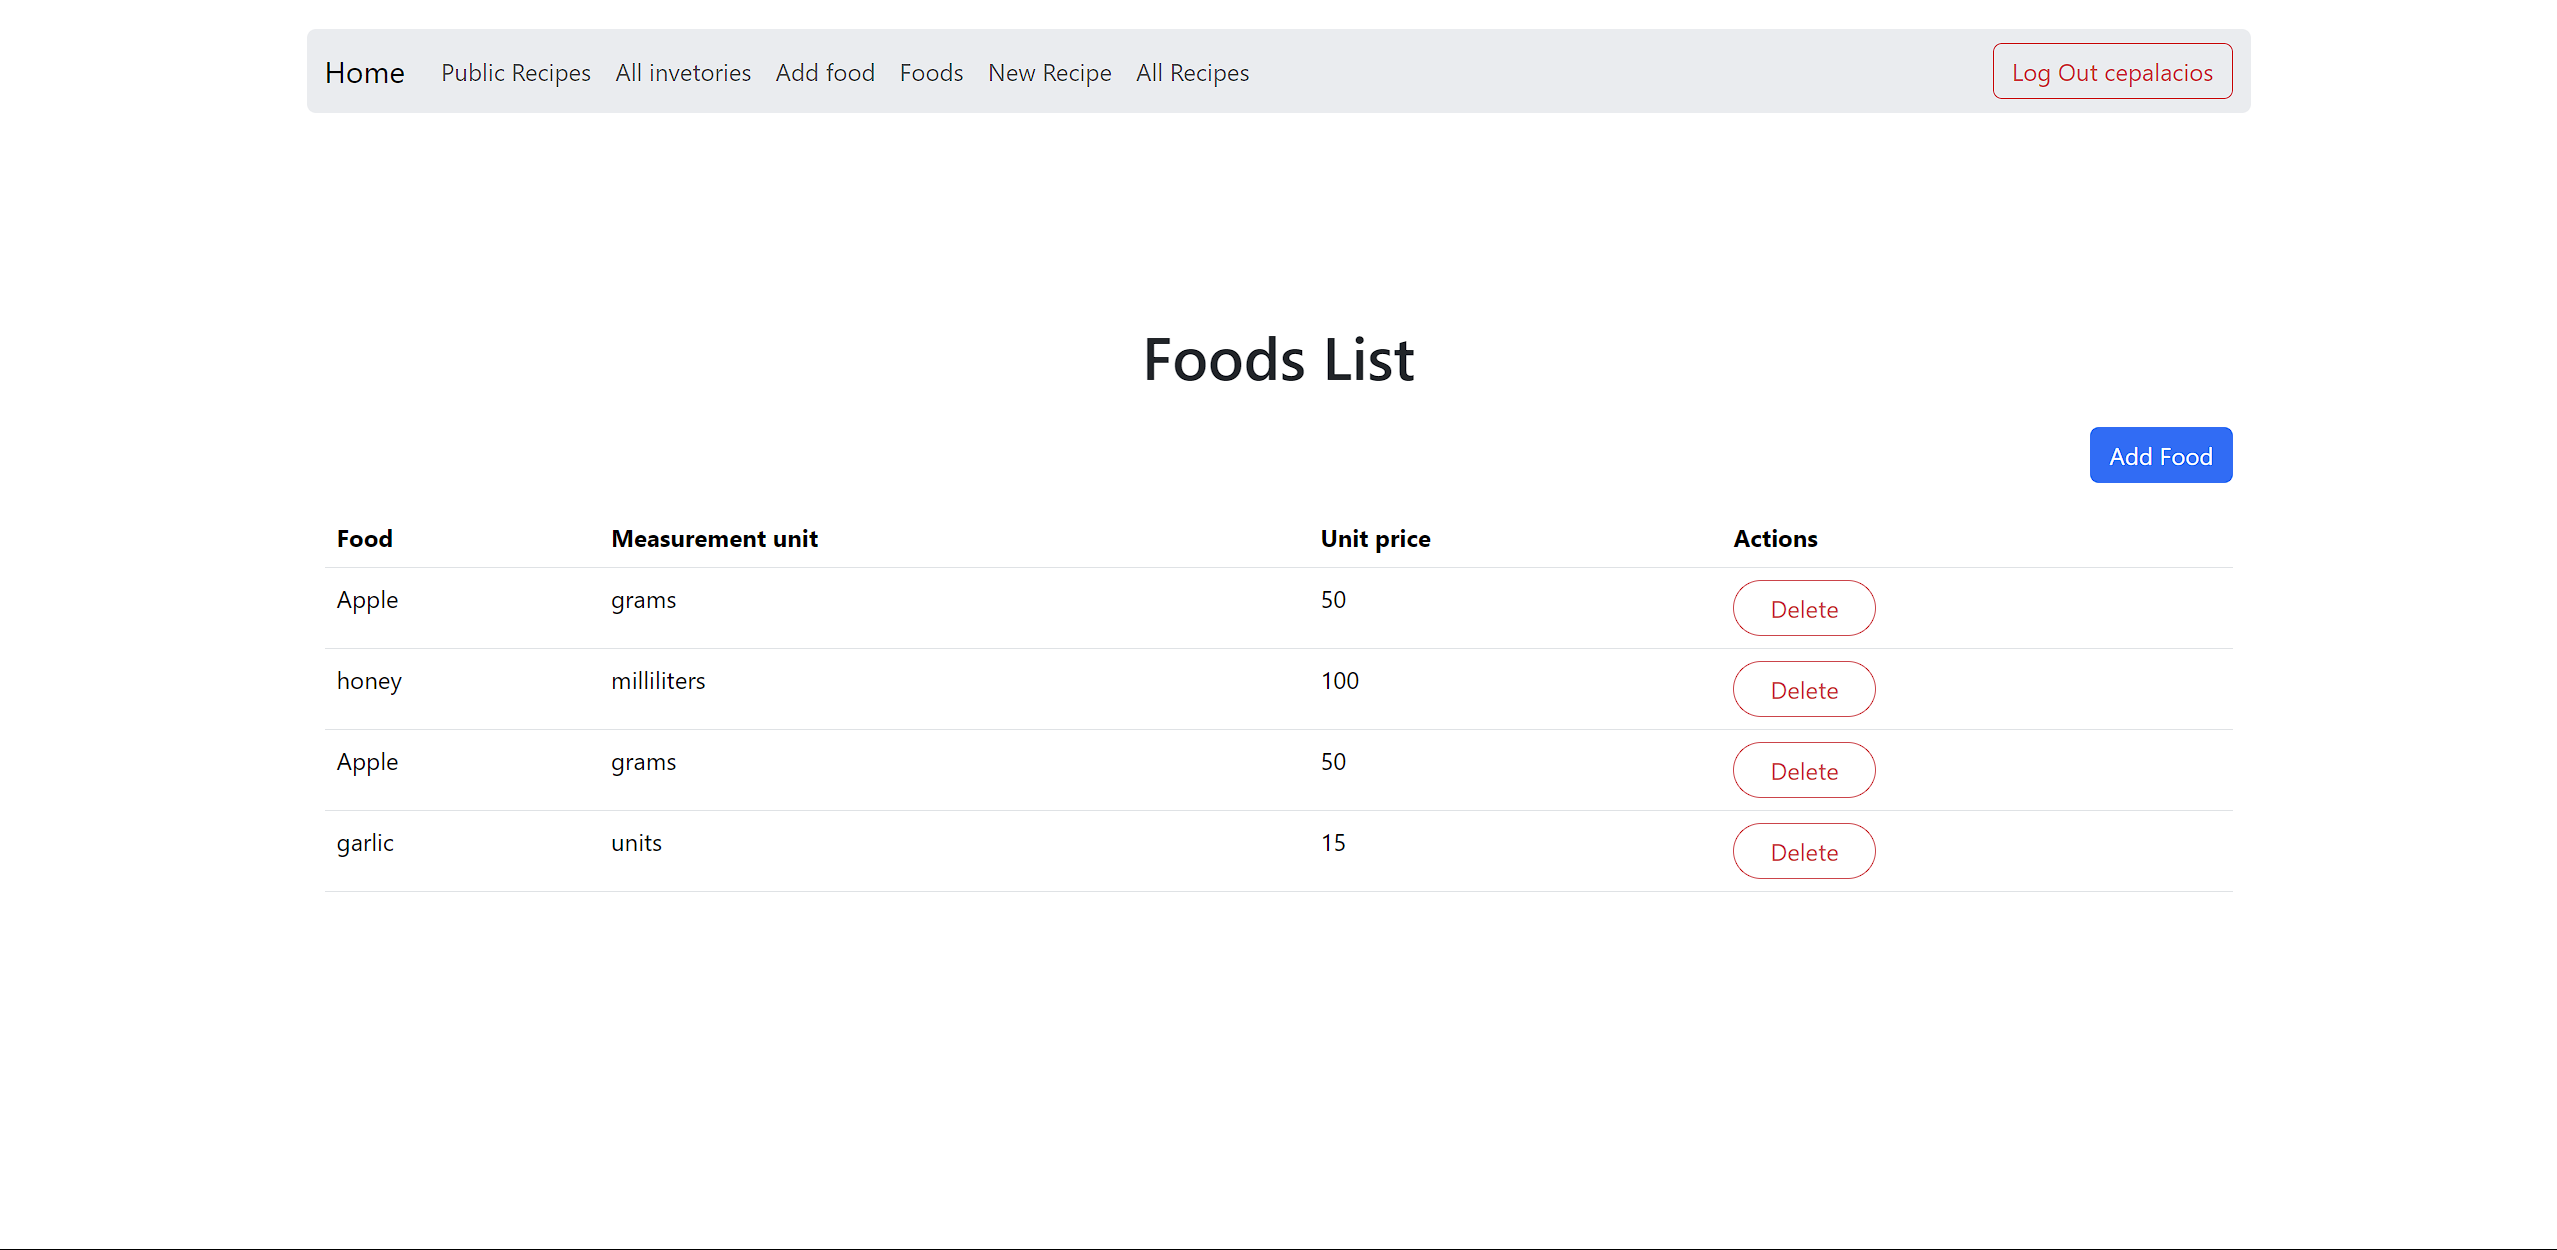 Home Public Recipes All invetories Add food Foods New Recipe All Recipes Log Out cepalacios
Foods List
Add Food
Food Measurement unit Unit price Actions
Apple grams 50 Delete
honey milliliters 100 Delete
Apple grams 50 Delete
garlic units 15 Delete